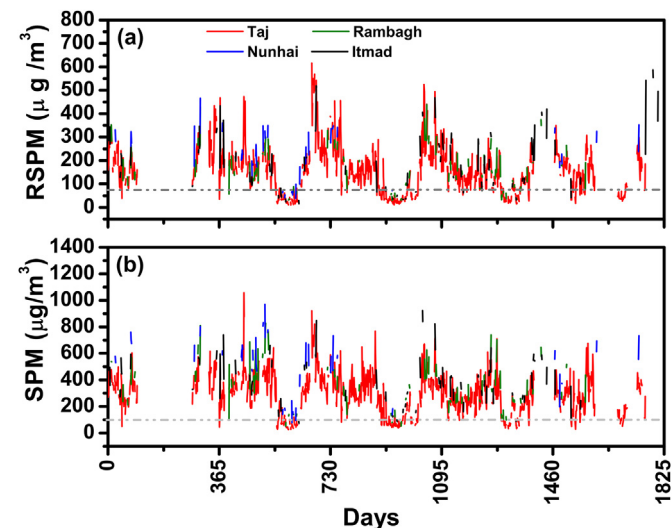 800
(a)
Taj
Rambagh
700
Nunhai
Itmad
600
500
400
300
200
100
0
RSPM (μ g /m³)
1400
(b)
1200
1000
800
600
400
200
0
SPM (μg/m³)
0
365
730
1095
1460
1825
Days